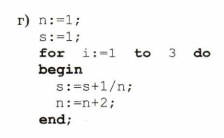 г) n:=1;
s:=1;
for i:=1 to 3 do
begin
s:=s+1/n;
n:=n+2;
end;